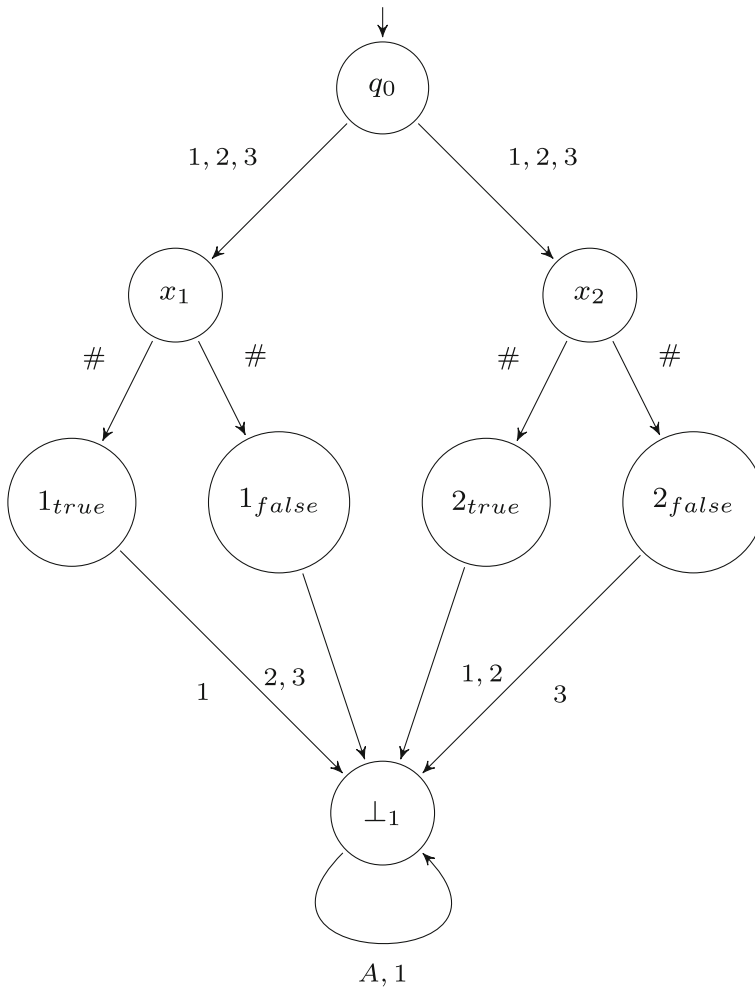 q0
1, 2, 3 1, 2, 3
x1 x2
# # # #
1true 1false 2true 2false
1 2, 3 1, 2 3
⊥1
A, 1